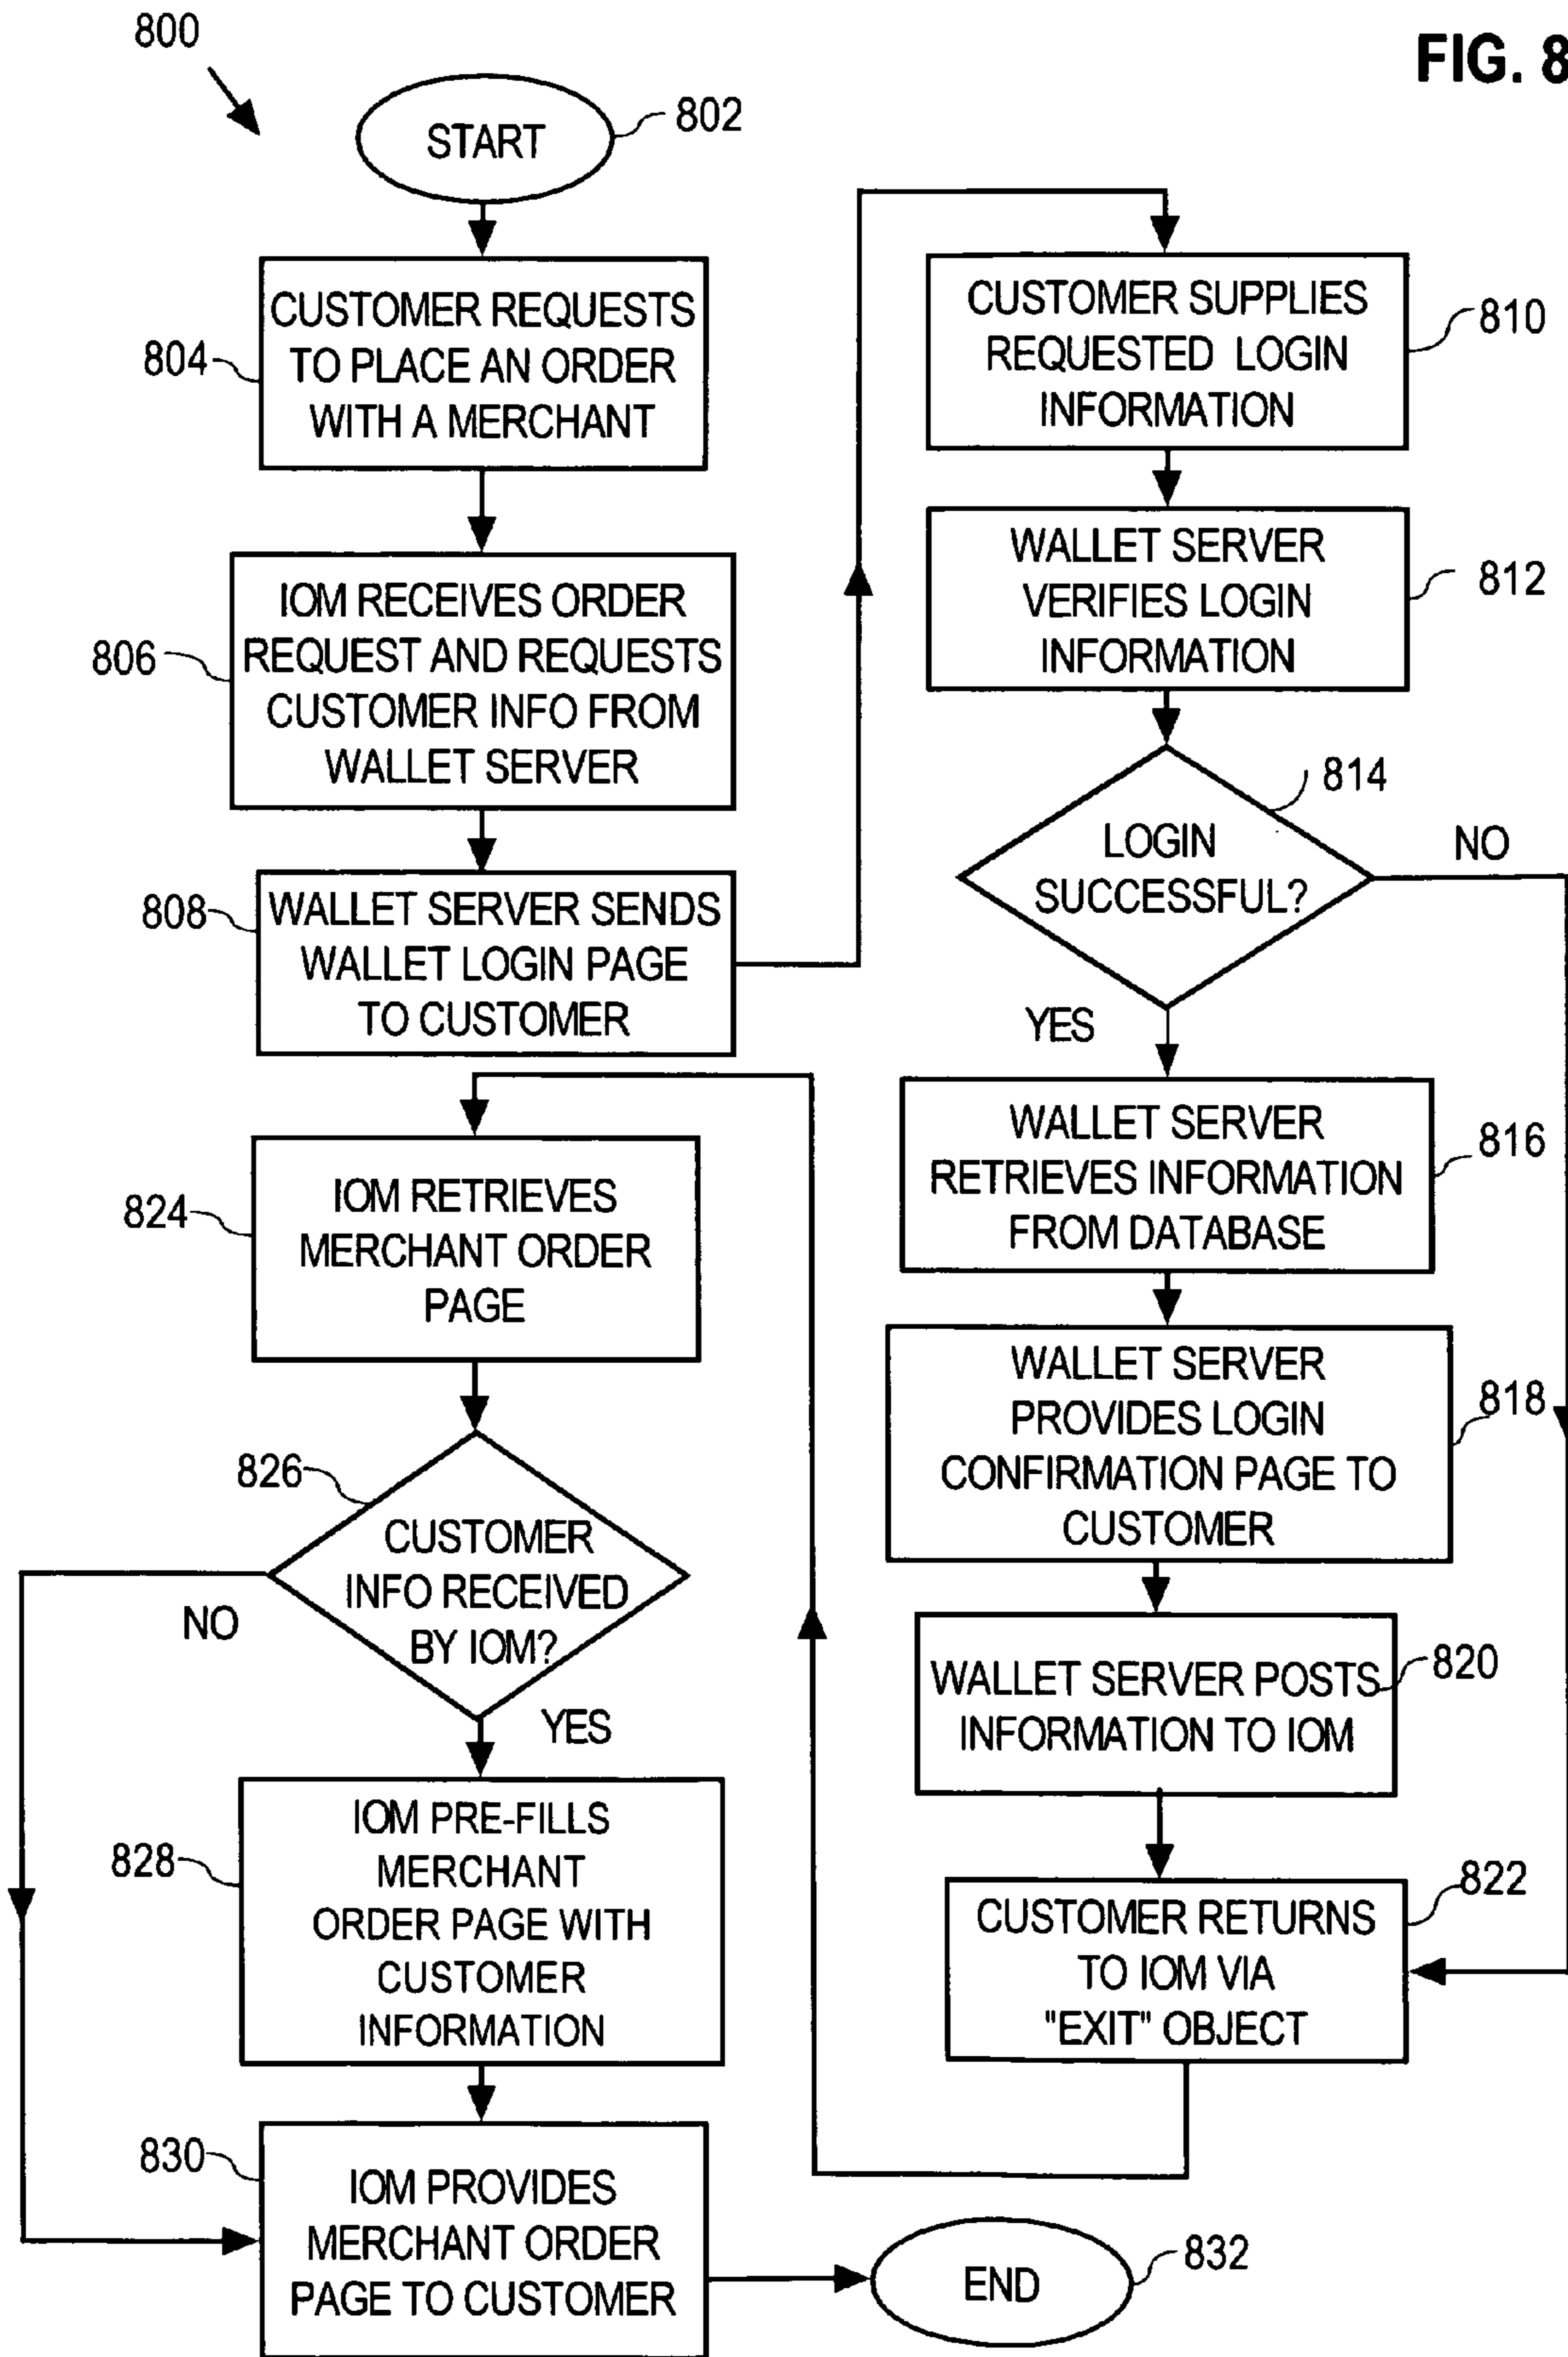 800
FIG. 8
START
802
CUSTOMER REQUESTS
TO PLACE AN ORDER
WITH A MERCHANT
804
IOM RECEIVES ORDER
REQUEST AND REQUESTS
CUSTOMER INFO FROM
WALLET SERVER
806
WALLET SERVER SENDS
WALLET LOGIN PAGE
TO CUSTOMER
808
CUSTOMER SUPPLIES
REQUESTED LOGIN
INFORMATION
810
WALLET SERVER
VERIFIES LOGIN
INFORMATION
812
LOGIN
SUCCESSFUL?
814
NO
YES
WALLET SERVER
RETRIEVES INFORMATION
FROM DATABASE
816
WALLET SERVER
PROVIDES LOGIN
CONFIRMATION PAGE TO
CUSTOMER
818
WALLET SERVER POSTS
INFORMATION TO IOM
820
CUSTOMER RETURNS
TO IOM VIA
"EXIT" OBJECT
822
IOM RETRIEVES
MERCHANT ORDER
PAGE
824
CUSTOMER
INFO RECEIVED
BY IOM?
826
NO
YES
IOM PRE-FILLS
MERCHANT
ORDER PAGE WITH
CUSTOMER
INFORMATION
828
IOM PROVIDES
MERCHANT ORDER
PAGE TO CUSTOMER
830
END
832